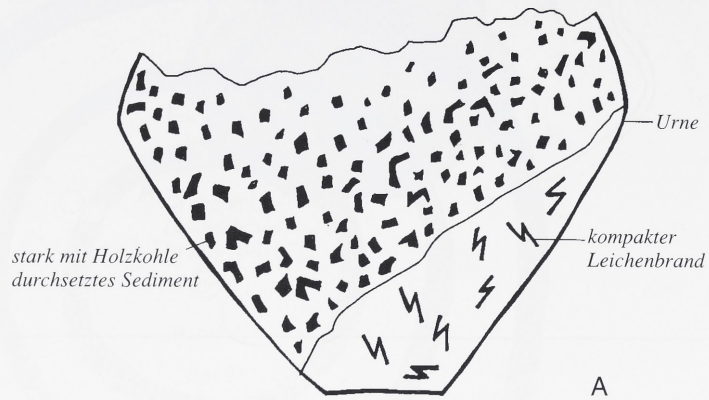 Urne
stark mit Holzkohle
durchsetztes Sediment
kompakter
Leichenbrand
A